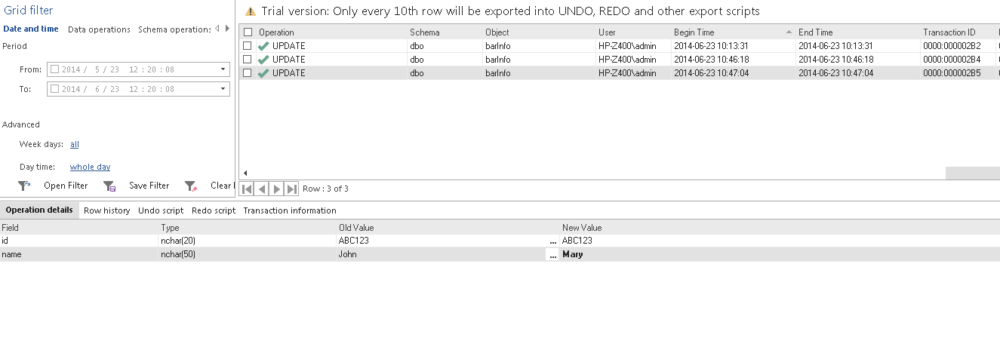 Grid filter
Date and time Data operations Schema operations
Period
From: 2014 / 5 / 23 12 : 20 : 08
To: 2014 / 6 / 23 12 : 20 : 08
Advanced
Week days: all
Day time: whole day
Open Filter Save Filter Clear
Trial version: Only every 10th row will be exported into UNDO, REDO and other export scripts
Operation Schema Object User Begin Time End Time Transaction ID
UPDATE dbo barInfo HP-Z400\admin 2014-06-23 10:13:31 2014-06-23 10:13:31 0000:000002B2
UPDATE dbo barInfo HP-Z400\admin 2014-06-23 10:46:18 2014-06-23 10:46:18 0000:000002B4
UPDATE dbo barInfo HP-Z400\admin 2014-06-23 10:47:04 2014-06-23 10:47:04 0000:000002B5
Row : 3 of 3
Operation details Row history Undo script Redo script Transaction information
Field Type Old Value New Value
id nchar(20) ABC123 ... ABC123
name nchar(50) John ... Mary